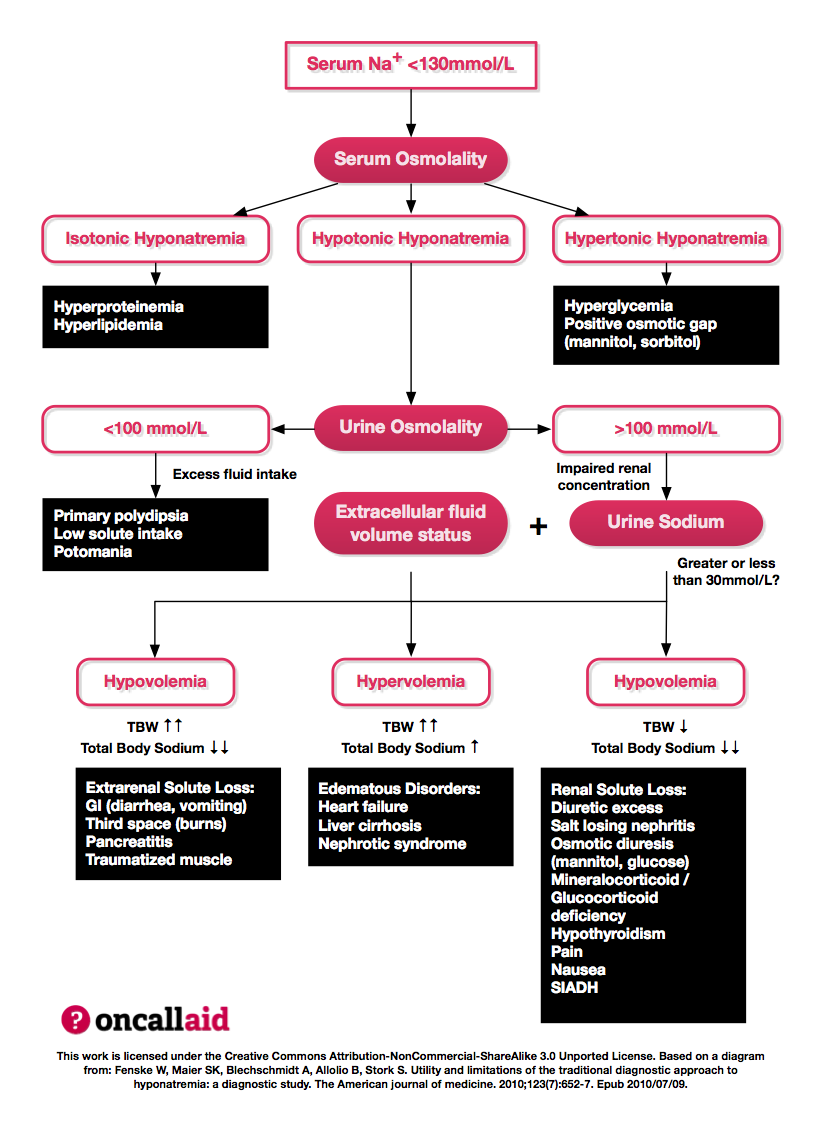 Serum Na+ <130mmol/L
Serum Osmolality
Isotonic Hyponatremia
Hypotonic Hyponatremia
Hypertonic Hyponatremia
Hyperproteinemia
Hyperlipidemia
Hyperglycemia
Positive osmotic gap
(mannitol, sorbitol)
<100 mmol/L
Urine Osmolality
>100 mmol/L
Excess fluid intake
Impaired renal
concentration
Primary polydipsia
Low solute intake
Potomania
Extracellular fluid
volume status
+
Urine Sodium
Greater or less
than 30mmol/L?
Hypovolemia
TBW ↑↑
Total Body Sodium ↓↓
Extrarenal Solute Loss:
GI (diarrhea, vomiting)
Third space (burns)
Pancreatitis
Traumatized muscle
Hypervolemia
TBW ↑↑
Total Body Sodium ↑
Edematous Disorders:
Heart failure
Liver cirrhosis
Nephrotic syndrome
Hypovolemia
TBW ↓
Total Body Sodium ↓↓
Renal Solute Loss:
Diuretic excess
Salt losing nephritis
Osmotic diuresis
(mannitol, glucose)
Mineralocorticoid /
Glucocorticoid
deficiency
Hypothyroidism
Pain
Nausea
SIADH
? oncallaid
This work is licensed under the Creative Commons Attribution-NonCommercial-ShareAlike 3.0 Unported License. Based on a diagram
from: Fenske W, Maier SK, Blechschmidt A, Allolio B, Stork S. Utility and limitations of the traditional diagnostic approach to
hyponatremia: a diagnostic study. The American journal of medicine. 2010;123(7):652-7. Epub 2010/07/09.